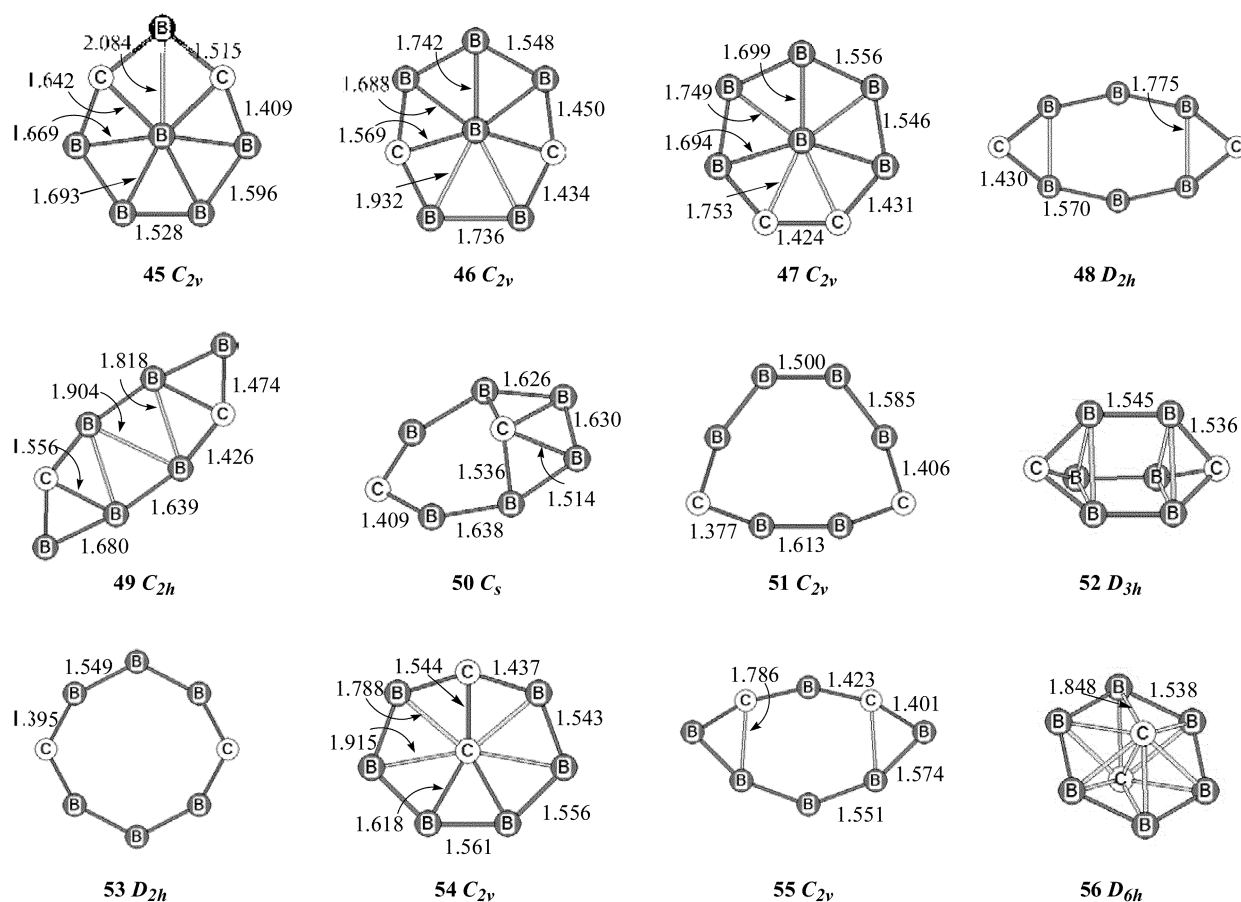 B
2.084 1.515
C C
1.642
1.409
1.669 B B B
1.693
1.596
B B
1.528
45 C2v
B
1.742 1.548
B B
1.688
1.450
B
1.569
C C
1.932
1.434
B B
1.736
46 C2v
B
1.699 1.556
B B
1.749
1.546
B
1.694
B B
1.753
1.431
C C
1.424
47 C2v
1.775
B B B
C C
1.430
B B B
1.570
48 D2h
B
1.818
B
1.904
1.474
B C
1.556
1.426
C B
B 1.639
B
1.680
49 C2h
1.626
B B
B C
1.630
1.536 B
C
1.514
B B
1.409 1.638
50 Cs
1.500
B B
1.585
B B
1.406
C C
1.377
B B
1.613
51 C2v
1.545
B B
1.536
C C
B B
B B
52 D3h
1.549 B
B B
1.395
C C
B B
B
53 D2h
1.544 C 1.437
1.788 B B
1.543
1.915
C
B B
1.618
1.556
B B
1.561
54 C2v
1.786 1.423
C B C
1.401
B B
B B
1.574
B 1.551
55 C2v
B
1.848 1.538
B C B
C
B B
B
56 D6h